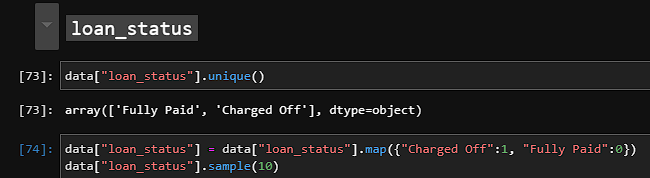 loan_status
[73]: data["loan_status"].unique()
[73]: array(['Fully Paid', 'Charged Off'], dtype=object)
[74]: data["loan_status"] = data["loan_status"].map({"Charged Off":1, "Fully Paid":0})
data["loan_status"].sample(10)